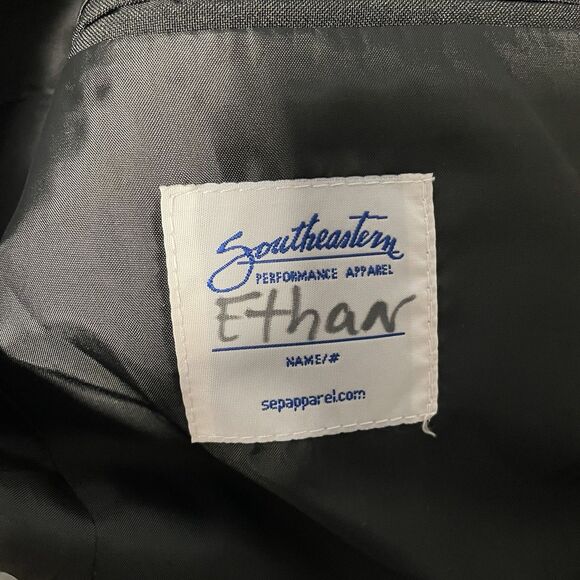 Southeastern
PERFORMANCE APPAREL
Ethan
NAME/#
sepapparel.com